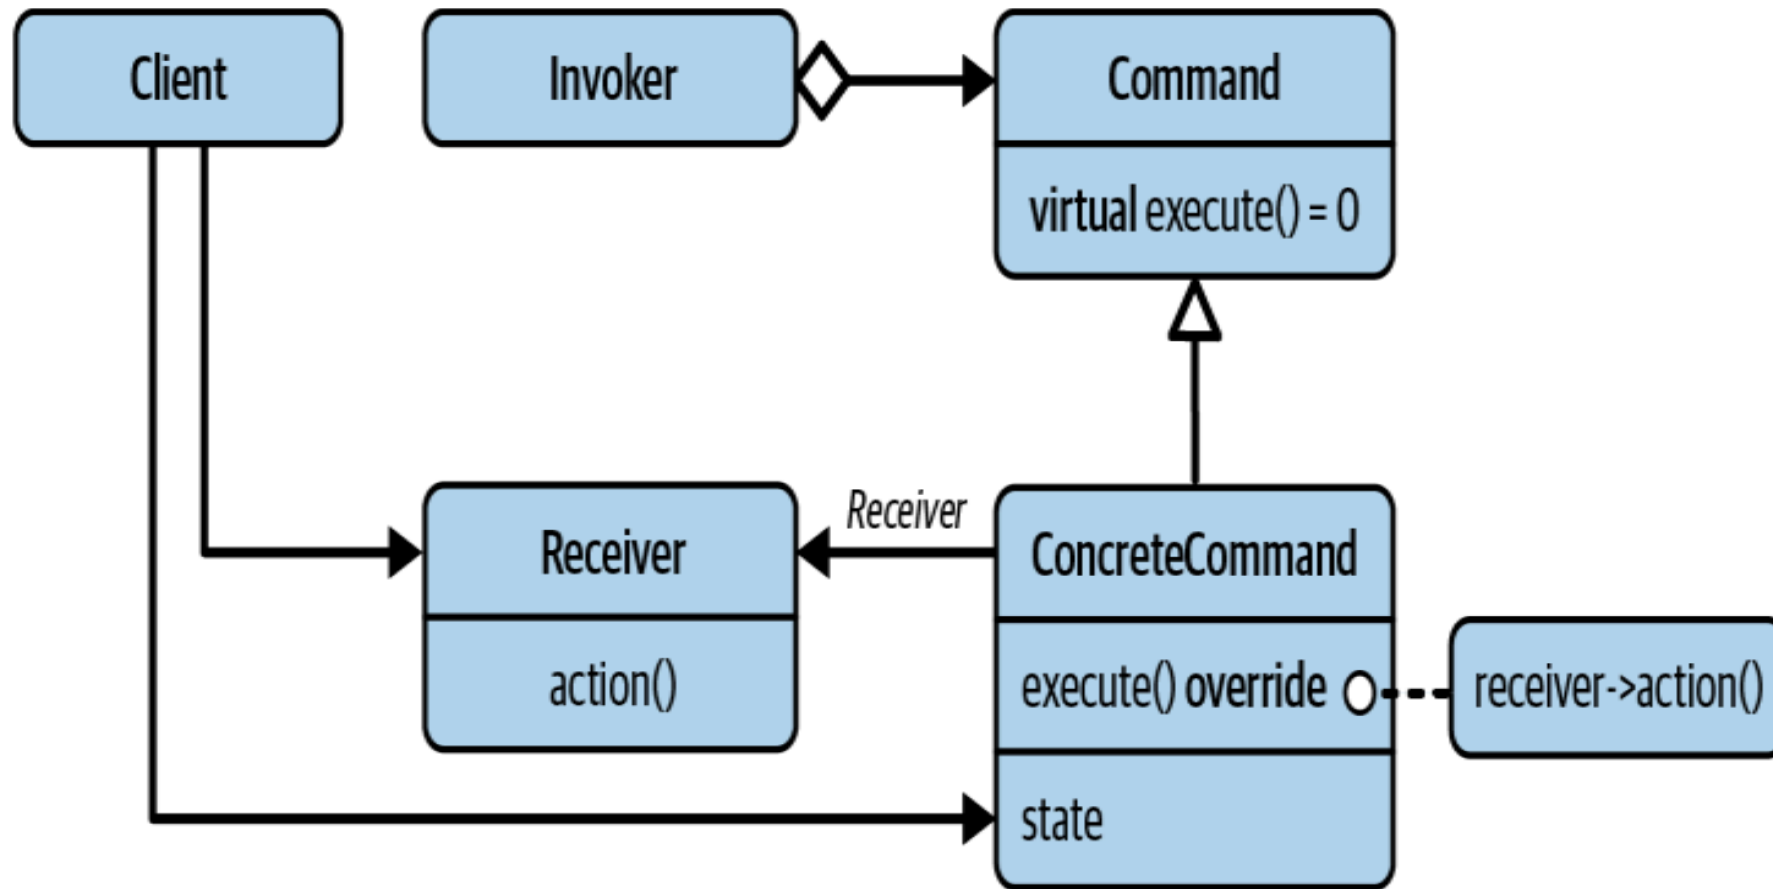 Client
Invoker
Command
virtual execute() = 0
Receiver
Receiver
ConcreteCommand
action()
execute() override
receiver->action()
state